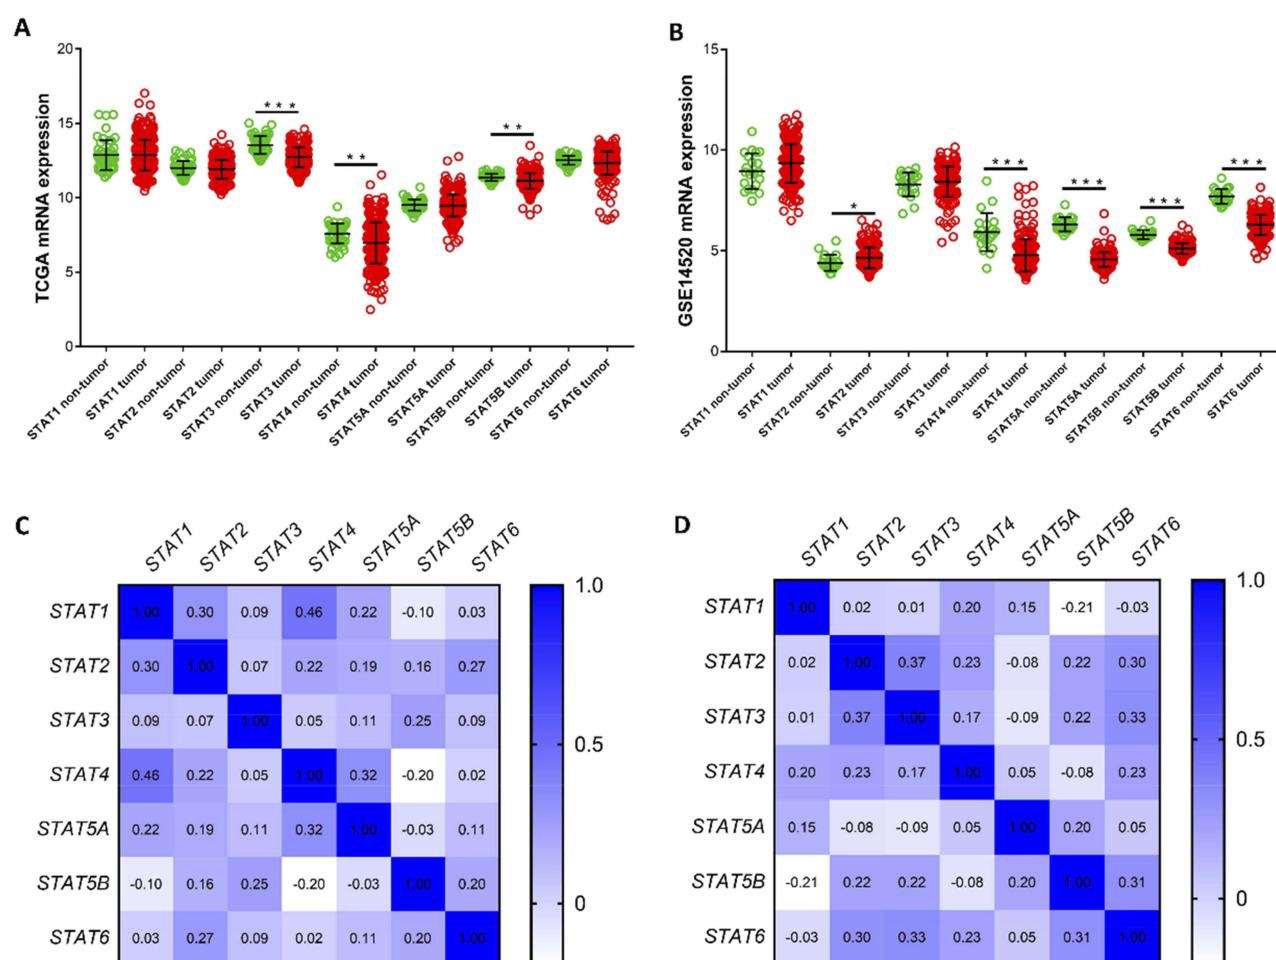 A
TCGA mRNA expression
20
15
10
5
0
* * *
* *
* *
STAT1 non-tumor
STAT1 tumor
STAT2 non-tumor
STAT2 tumor
STAT3 non-tumor
STAT3 tumor
STAT4 non-tumor
STAT4 tumor
STAT5A non-tumor
STAT5A tumor
STAT5B non-tumor
STAT5B tumor
STAT6 non-tumor
STAT6 tumor
B
GSE14520 mRNA expression
15
10
5
0
*
* * *
* * *
* * *
* * *
STAT1 non-tumor
STAT1 tumor
STAT2 non-tumor
STAT2 tumor
STAT3 non-tumor
STAT3 tumor
STAT4 non-tumor
STAT4 tumor
STAT5A non-tumor
STAT5A tumor
STAT5B non-tumor
STAT5B tumor
STAT6 non-tumor
STAT6 tumor
C
STAT1 STAT2 STAT3 STAT4 STAT5A STAT5B STAT6
STAT1 1.00 0.30 0.09 0.46 0.22 -0.10 0.03
STAT2 0.30 1.00 0.07 0.22 0.19 0.16 0.27
STAT3 0.09 0.07 1.00 0.05 0.11 0.25 0.09
STAT4 0.46 0.22 0.05 1.00 0.32 -0.20 0.02
STAT5A 0.22 0.19 0.11 0.32 1.00 -0.03 0.11
STAT5B -0.10 0.16 0.25 -0.20 -0.03 1.00 0.20
STAT6 0.03 0.27 0.09 0.02 0.11 0.20 1.00
1.0
0.5
0
D
STAT1 STAT2 STAT3 STAT4 STAT5A STAT5B STAT6
STAT1 1.00 0.02 0.01 0.20 0.15 -0.21 -0.03
STAT2 0.02 1.00 0.37 0.23 -0.08 0.22 0.30
STAT3 0.01 0.37 1.00 0.17 -0.09 0.22 0.33
STAT4 0.20 0.23 0.17 1.00 0.05 -0.08 0.23
STAT5A 0.15 -0.08 -0.09 0.05 1.00 0.20 0.05
STAT5B -0.21 0.22 0.22 -0.08 0.20 1.00 0.31
STAT6 -0.03 0.30 0.33 0.23 0.05 0.31 1.00
1.0
0.5
0